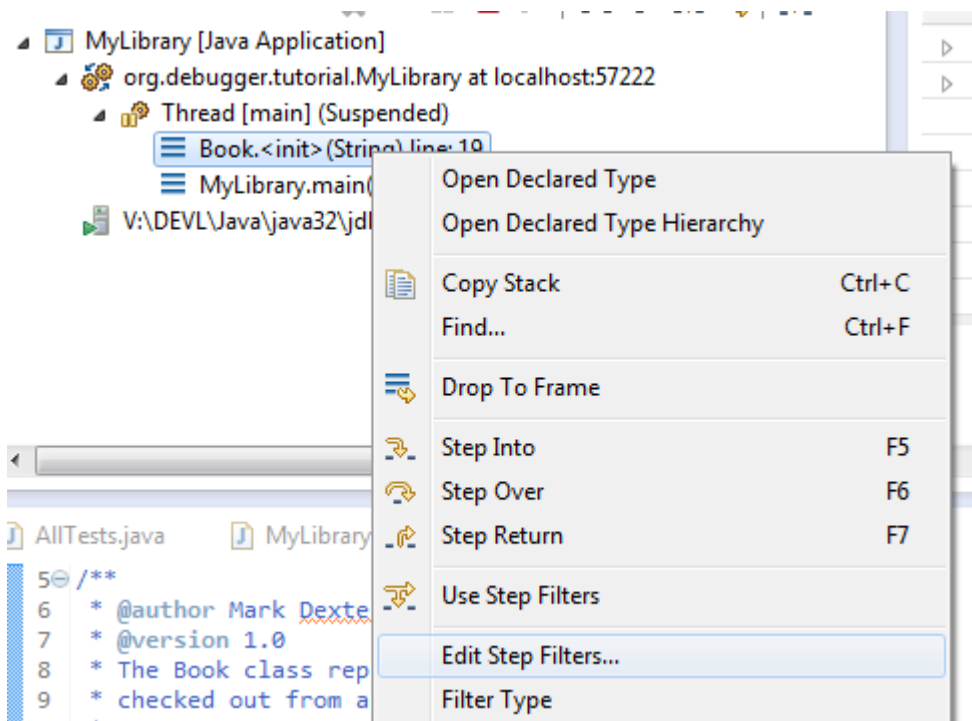 MyLibrary [Java Application]
org.debugger.tutorial.MyLibrary at localhost:57222
Thread [main] (Suspended)
Book.<init>(String) line: 19
MyLibrary.main(
V:\DEVL\Java\java32\jd
Open Declared Type
Open Declared Type Hierarchy
Copy Stack Ctrl+C
Find... Ctrl+F
Drop To Frame
Step Into F5
Step Over F6
Step Return F7
Use Step Filters
Edit Step Filters...
Filter Type
AllTests.java MyLibrary
5 /**
6 * @author Mark Dexte
7 * @version 1.0
8 * The Book class rep
9 * checked out from a